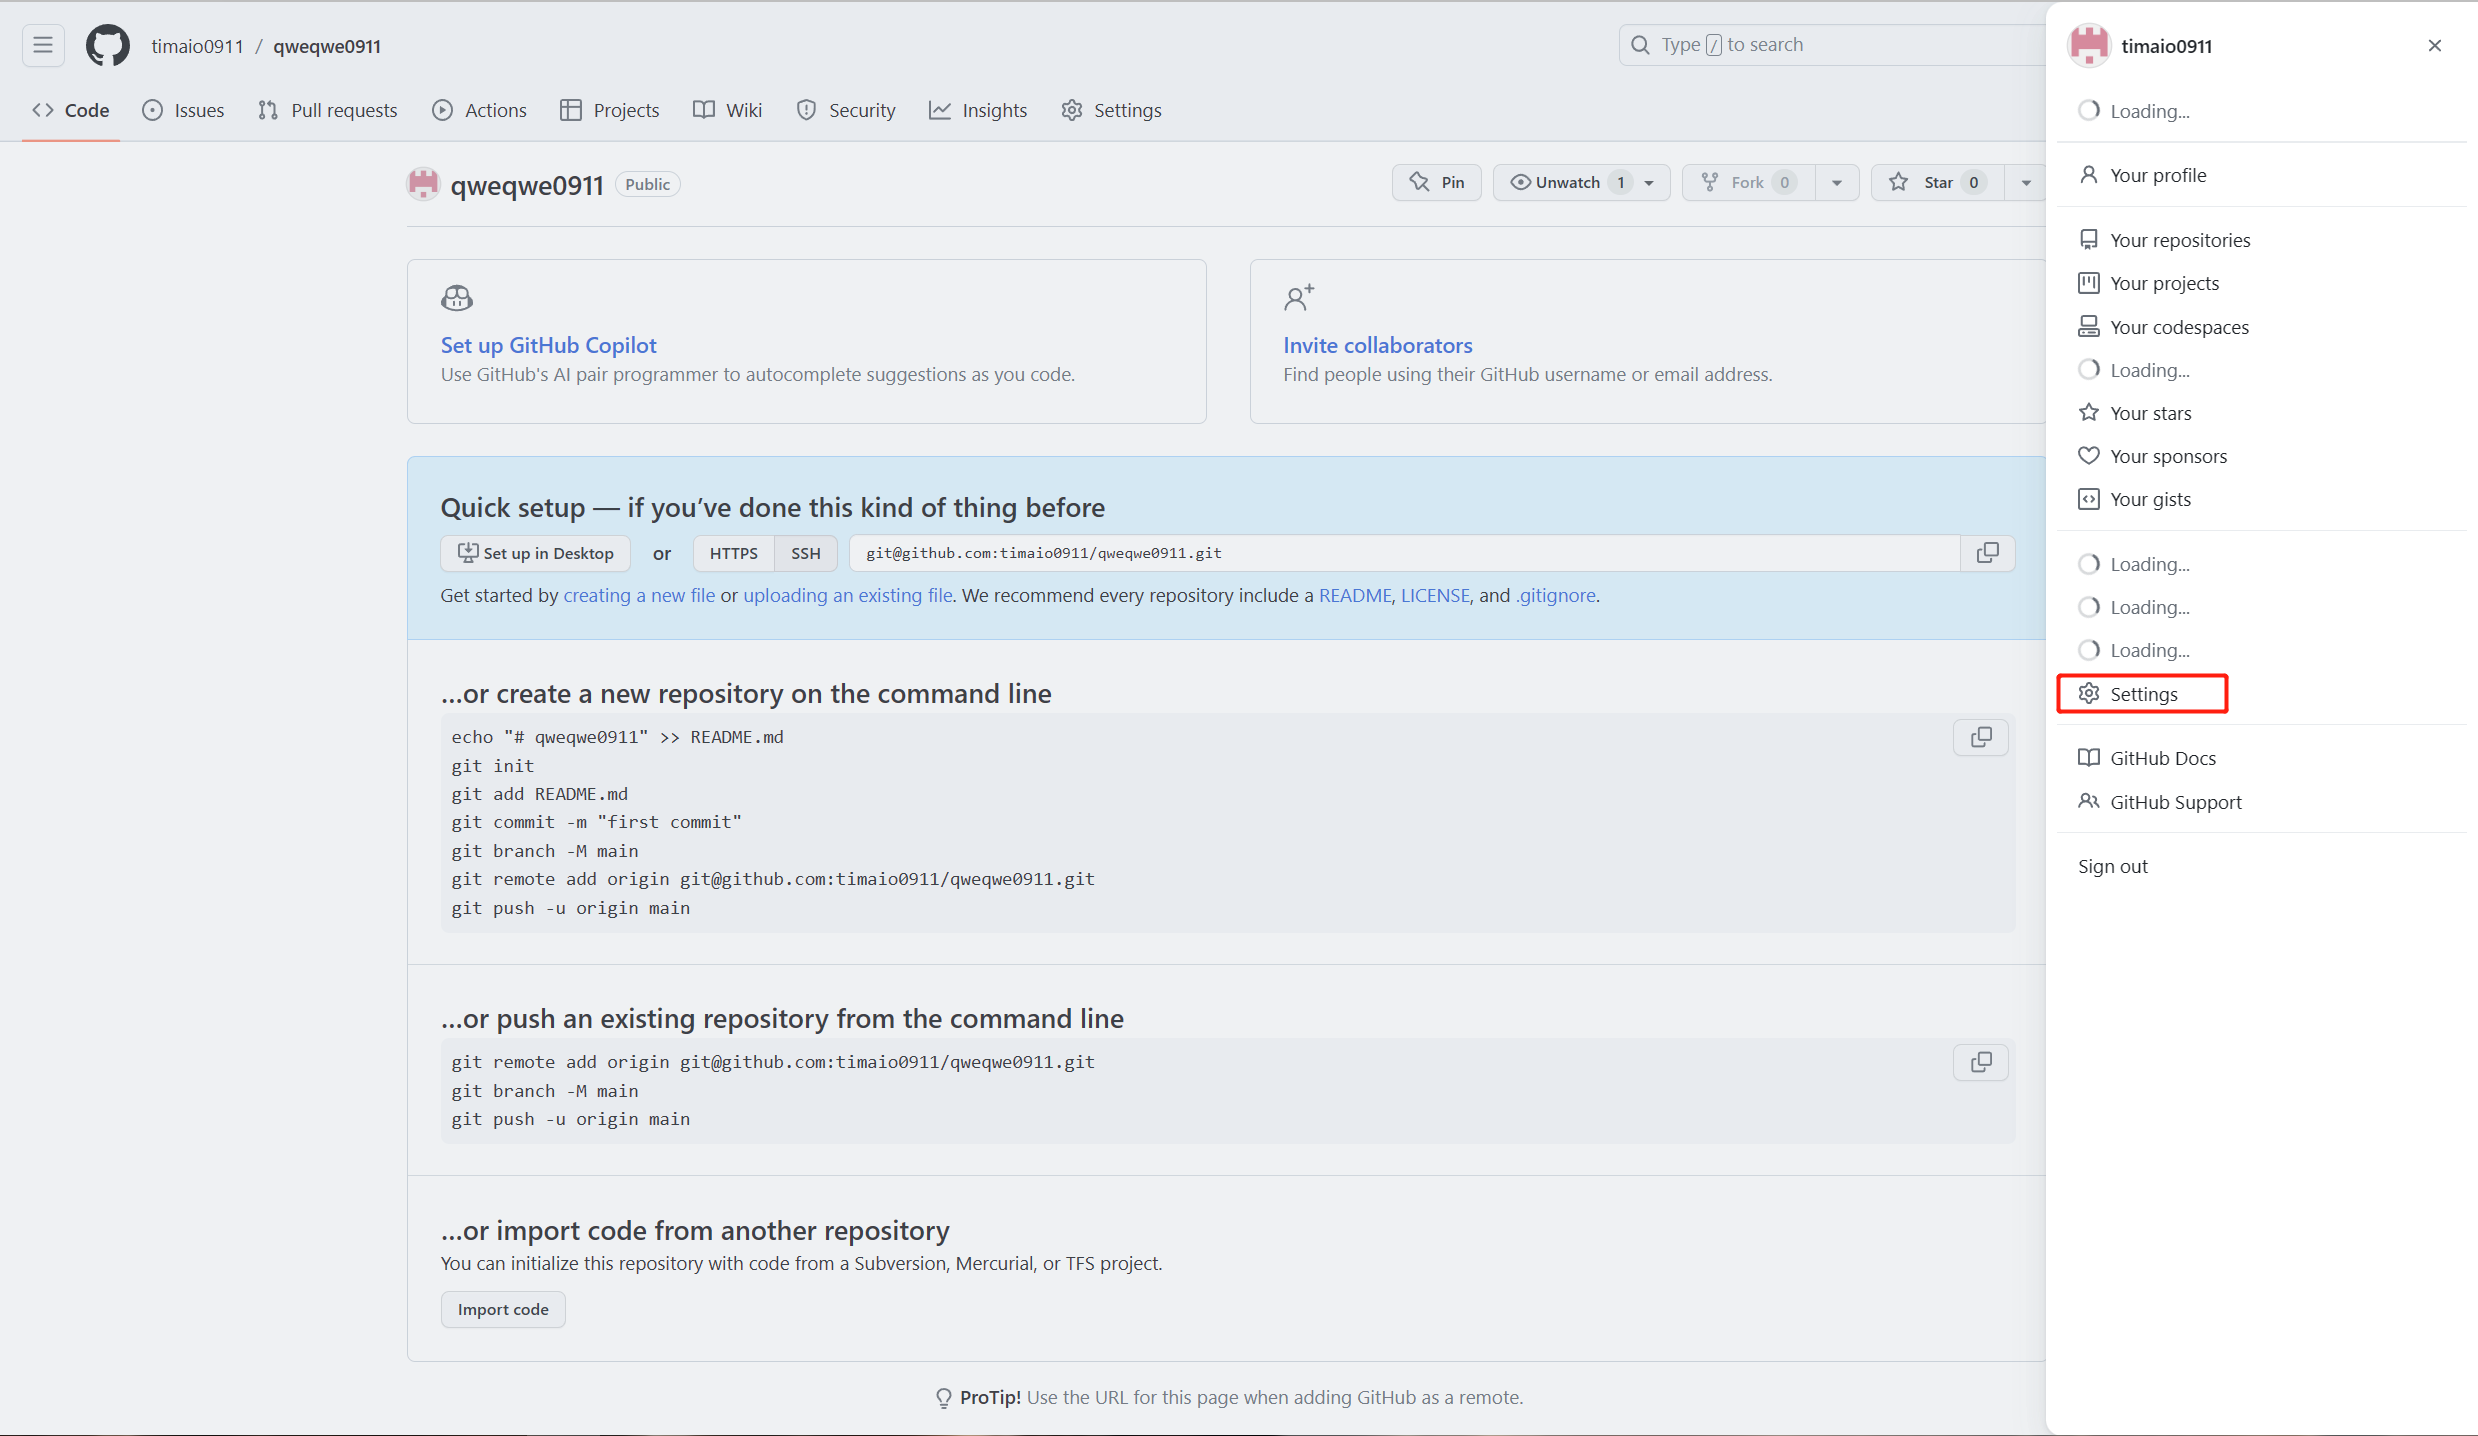 timaio0911 / qweqwe0911
Type / to search
Code Issues Pull requests Actions Projects Wiki Security Insights Settings
qweqwe0911 Public
Pin Unwatch 1 Fork 0 Star 0
Set up GitHub Copilot
Use GitHub's AI pair programmer to autocomplete suggestions as you code.
Invite collaborators
Find people using their GitHub username or email address.
Quick setup — if you’ve done this kind of thing before
Set up in Desktop or HTTPS SSH git@github.com:timaio0911/qweqwe0911.git
Get started by creating a new file or uploading an existing file. We recommend every repository include a README, LICENSE, and .gitignore.
...or create a new repository on the command line
echo "# qweqwe0911" >> README.md
git init
git add README.md
git commit -m "first commit"
git branch -M main
git remote add origin git@github.com:timaio0911/qweqwe0911.git
git push -u origin main
...or push an existing repository from the command line
git remote add origin git@github.com:timaio0911/qweqwe0911.git
git branch -M main
git push -u origin main
...or import code from another repository
You can initialize this repository with code from a Subversion, Mercurial, or TFS project.
Import code
ProTip! Use the URL for this page when adding GitHub as a remote.
timaio0911
Loading...
Your profile
Your repositories
Your projects
Your codespaces
Loading...
Your stars
Your sponsors
Your gists
Loading...
Loading...
Loading...
Settings
GitHub Docs
GitHub Support
Sign out